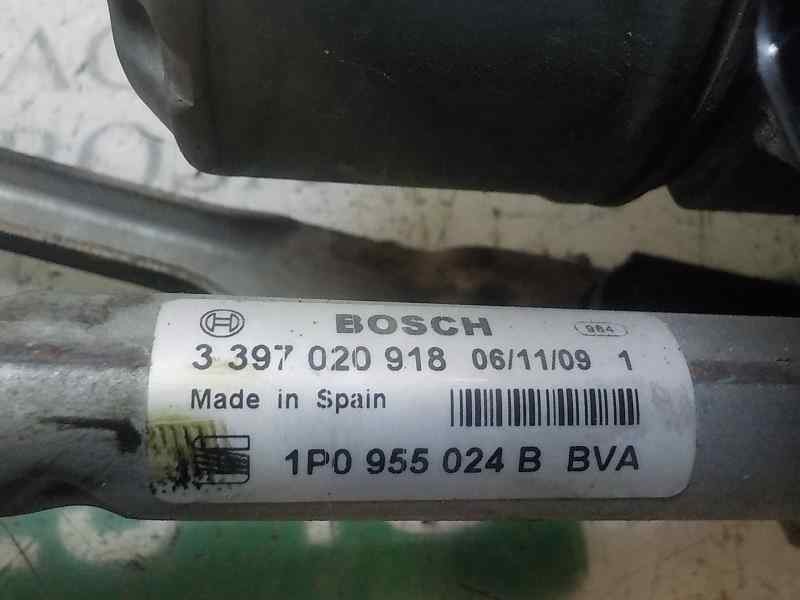 BOSCH 984
3 397 020 918 06/11/09 1
Made in Spain
1P0 955 024 B BVA